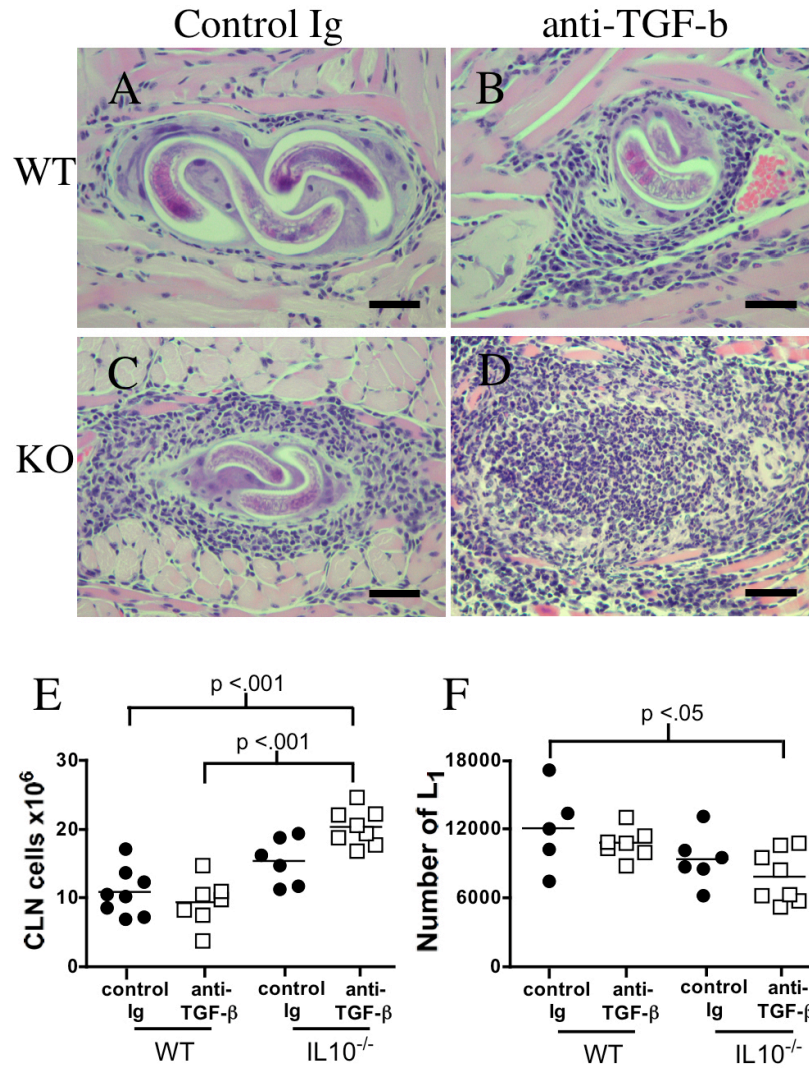 Control Ig anti-TGF-b
A B
WT
C D
KO
E
p <.001
p <.001
30
20
10
0
CLN cells x10⁶
control Ig anti-TGF-β control Ig anti-TGF-β
WT IL10⁻/⁻
F
p <.05
18000
12000
6000
0
Number of L₁
control Ig anti-TGF-β control Ig anti-TGF-β
WT IL10⁻/⁻